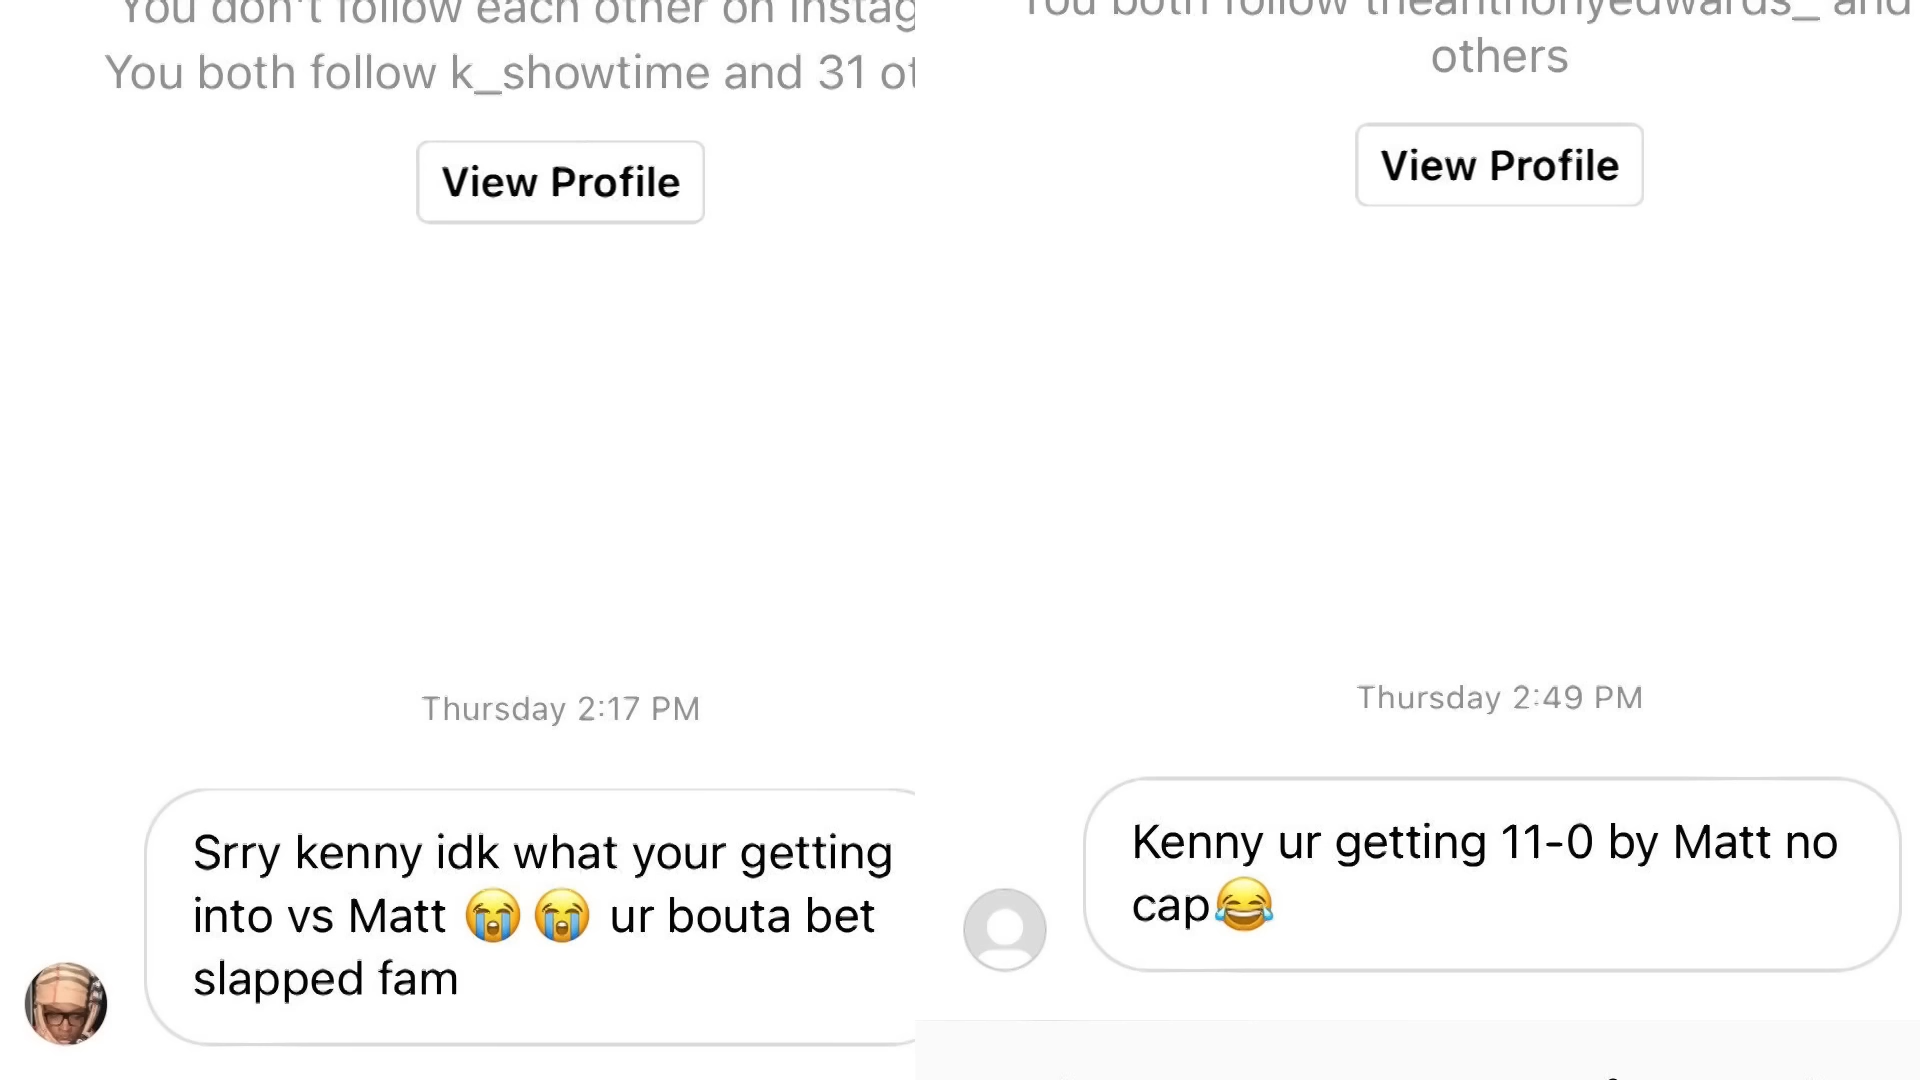 You don't follow each other on Instag
You both follow k_showtime and 31 ot
View Profile
Thursday 2:17 PM
Srry kenny idk what your getting
into vs Matt 😭😭 ur bouta bet
slapped fam
You both follow theanthonyedwards_ and
others
View Profile
Thursday 2:49 PM
Kenny ur getting 11-0 by Matt no
cap😂